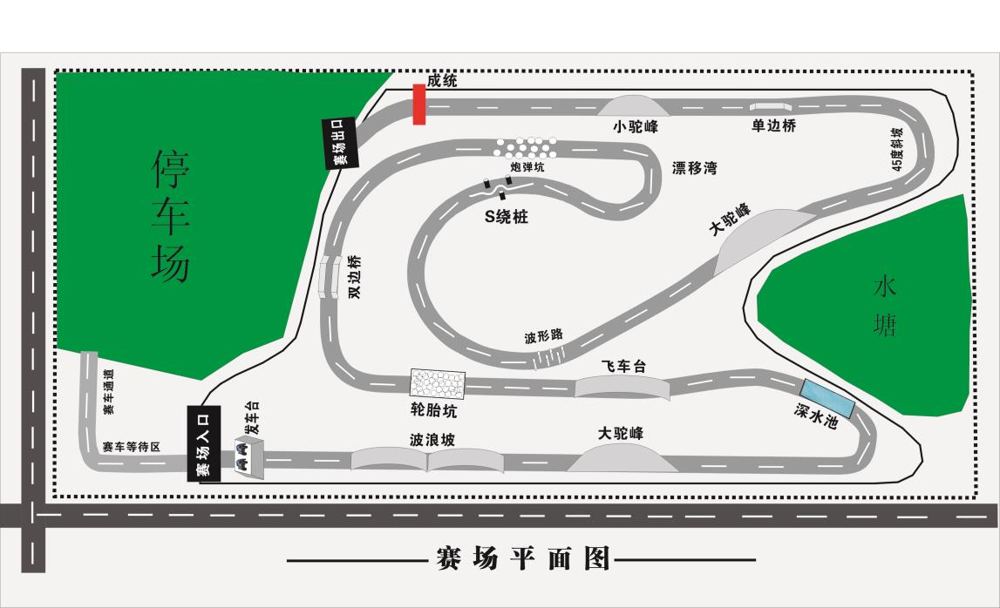 成统
赛场出口
小驼峰
单边桥
45度斜坡
炮弹坑
漂移湾
S绕桩
大驼峰
停车场
双边桥
水塘
波形路
飞车台
轮胎坑
深水池
赛车通道
发车台
赛车等待区
赛场入口
波浪坡
大驼峰
赛场平面图